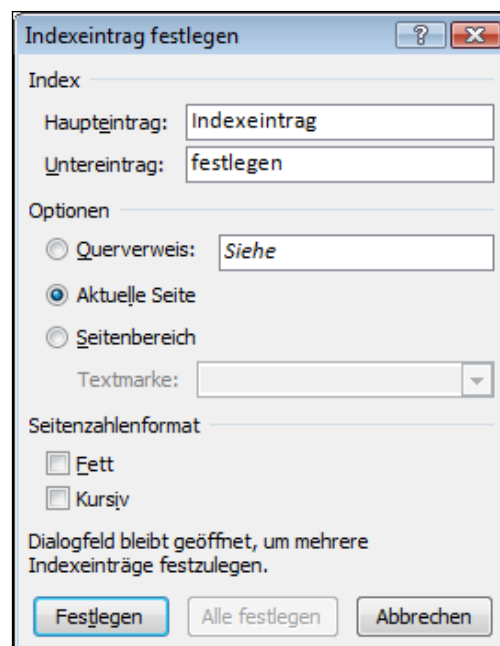 Indexeintrag festlegen
Index
Haupteintrag: Indexeintrag
Untereintrag: festlegen
Optionen
Querverweis: Siehe
Aktuelle Seite
Seitenbereich
Textmarke:
Seitenzahlenformat
Fett
Kursiv
Dialogfeld bleibt geöffnet, um mehrere
Indexeinträge festzulegen.
Festlegen Alle festlegen Abbrechen